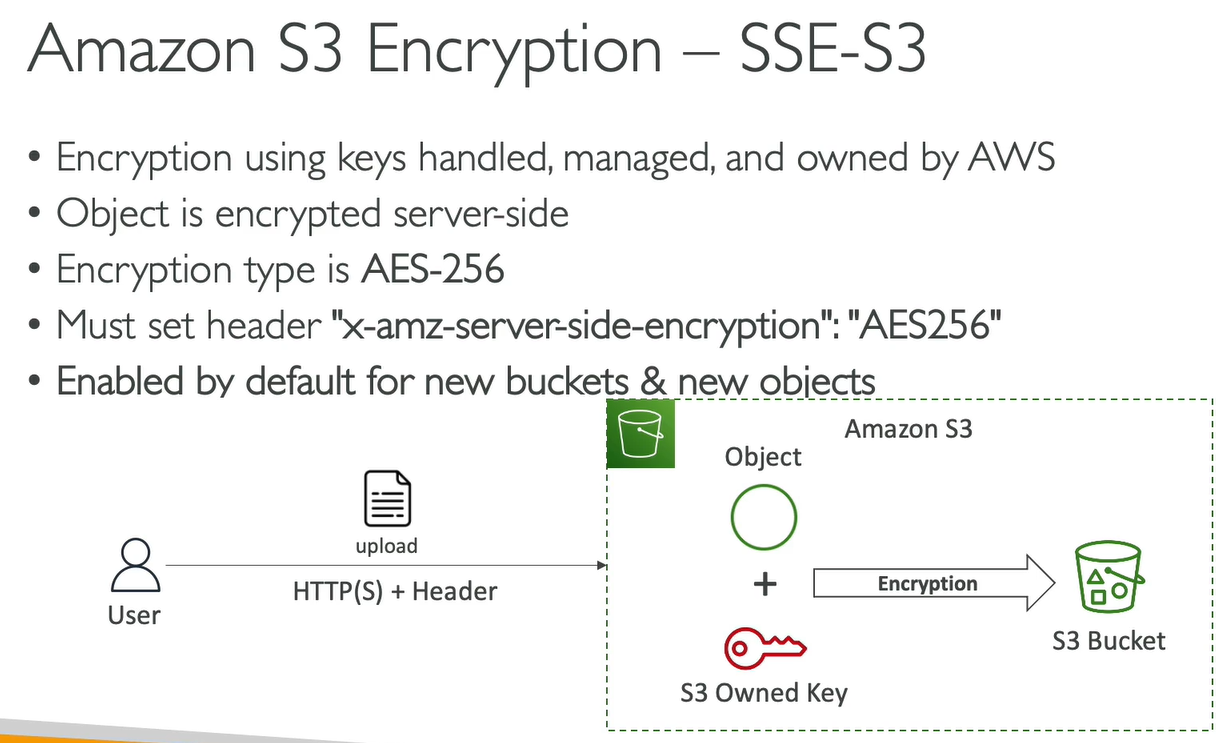 Amazon S3 Encryption – SSE-S3
• Encryption using keys handled, managed, and owned by AWS
• Object is encrypted server-side
• Encryption type is AES-256
• Must set header "x-amz-server-side-encryption": "AES256"
• Enabled by default for new buckets & new objects
Amazon S3
Object
upload
HTTP(S) + Header
User
+
Encryption
S3 Bucket
S3 Owned Key